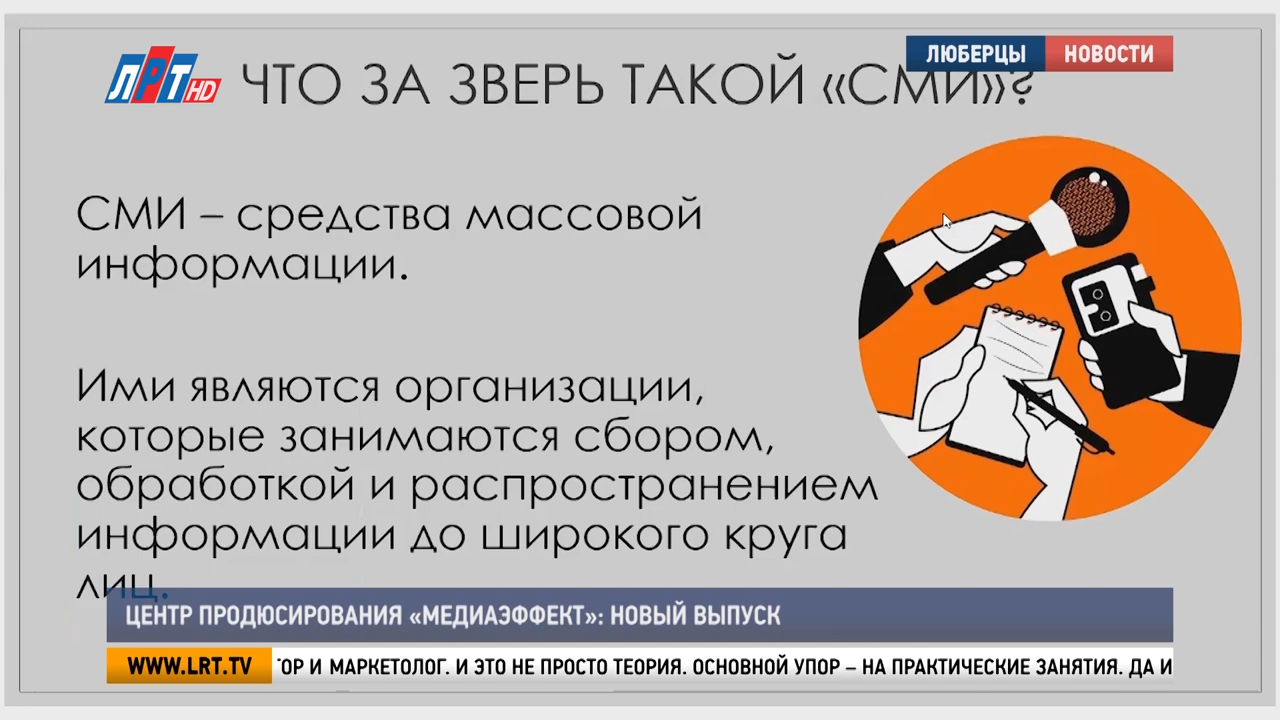 ЛРТ HD
ЛЮБЕРЦЫ НОВОСТИ
ЧТО ЗА ЗВЕРЬ ТАКОЙ «СМИ»?
СМИ – средства массовой
информации.
Ими являются организации,
которые занимаются сбором,
обработкой и распространением
информации до широкого круга
лиц.
ЦЕНТР ПРОДЮСИРОВАНИЯ «МЕДИАЭФФЕКТ»: НОВЫЙ ВЫПУСК
WWW.LRT.TV ТОР И МАРКЕТОЛОГ. И ЭТО НЕ ПРОСТО ТЕОРИЯ. ОСНОВНОЙ УПОР – НА ПРАКТИЧЕСКИЕ ЗАНЯТИЯ. ДА И